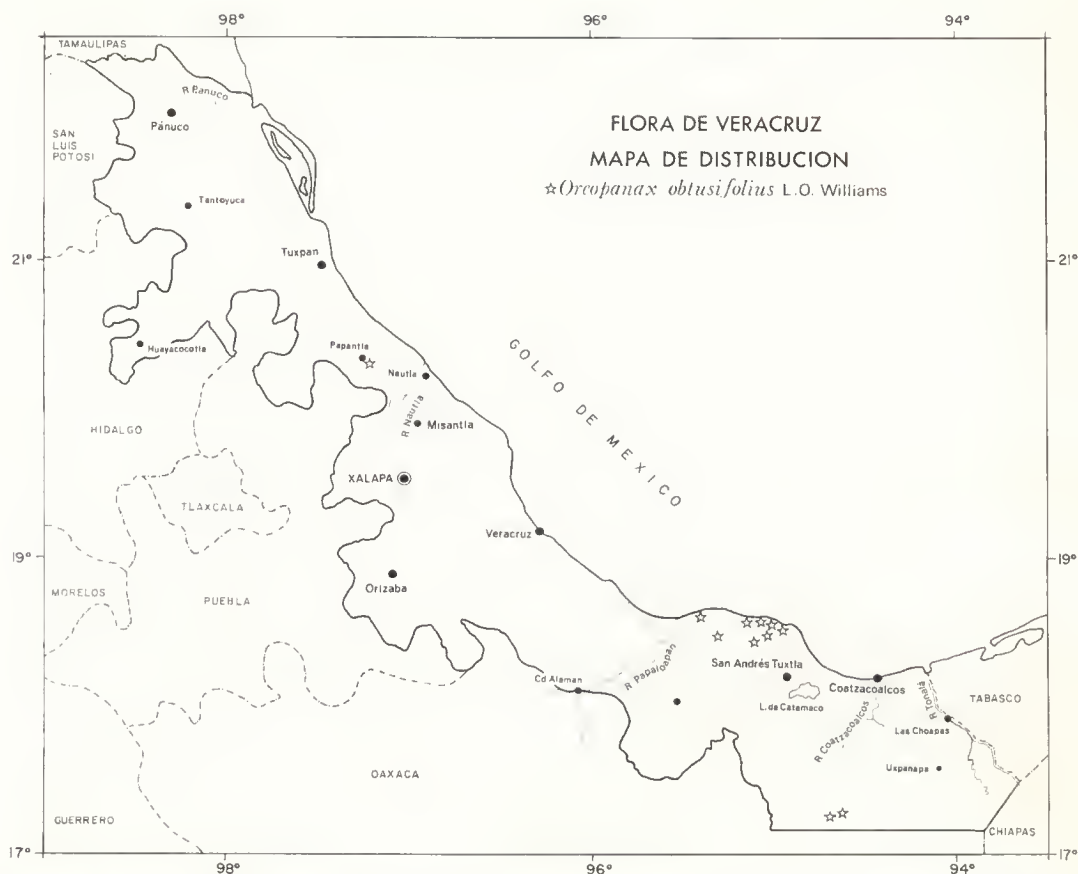 98° 96° 94°
TAMAULIPAS
R Panuco
Pánuco
SAN
LUIS
POTOSI
FLORA DE VERACRUZ
MAPA DE DISTRIBUCION
☆Oreopanax obtusifolius L.O. Williams
Tantoyuca
Tuxpan
21° 21°
Huayacocotla
Papantla
Nautla
R Nautla
Misantla
GOLFO DE MEXICO
HIDALGO
XALAPA
TLAXCALA
Veracruz
19° 19°
Orizaba
MORELOS
PUEBLA
R Papaloapan
San Andrés Tuxtla
Cd Aleman
Coatzacoalcos
L. de Catemaco
R Tonalá
TABASCO
Las Choapas
R Coatzacoalcos
Uxpanapa
OAXACA
GUERRERO
CHIAPAS
17° 17°
98° 96° 94°